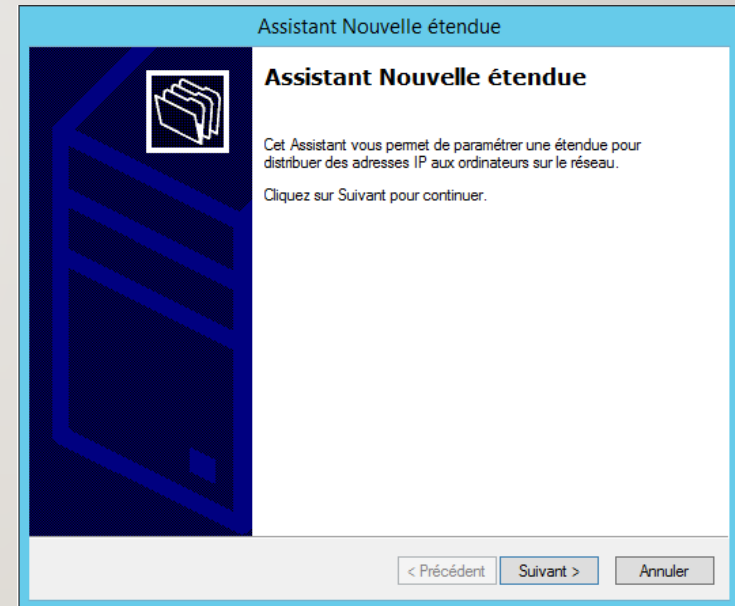 Assistant Nouvelle étendue
Assistant Nouvelle étendue
Cet Assistant vous permet de paramétrer une étendue pour
distribuer des adresses IP aux ordinateurs sur le réseau.
Cliquez sur Suivant pour continuer.
< Précédent Suivant > Annuler